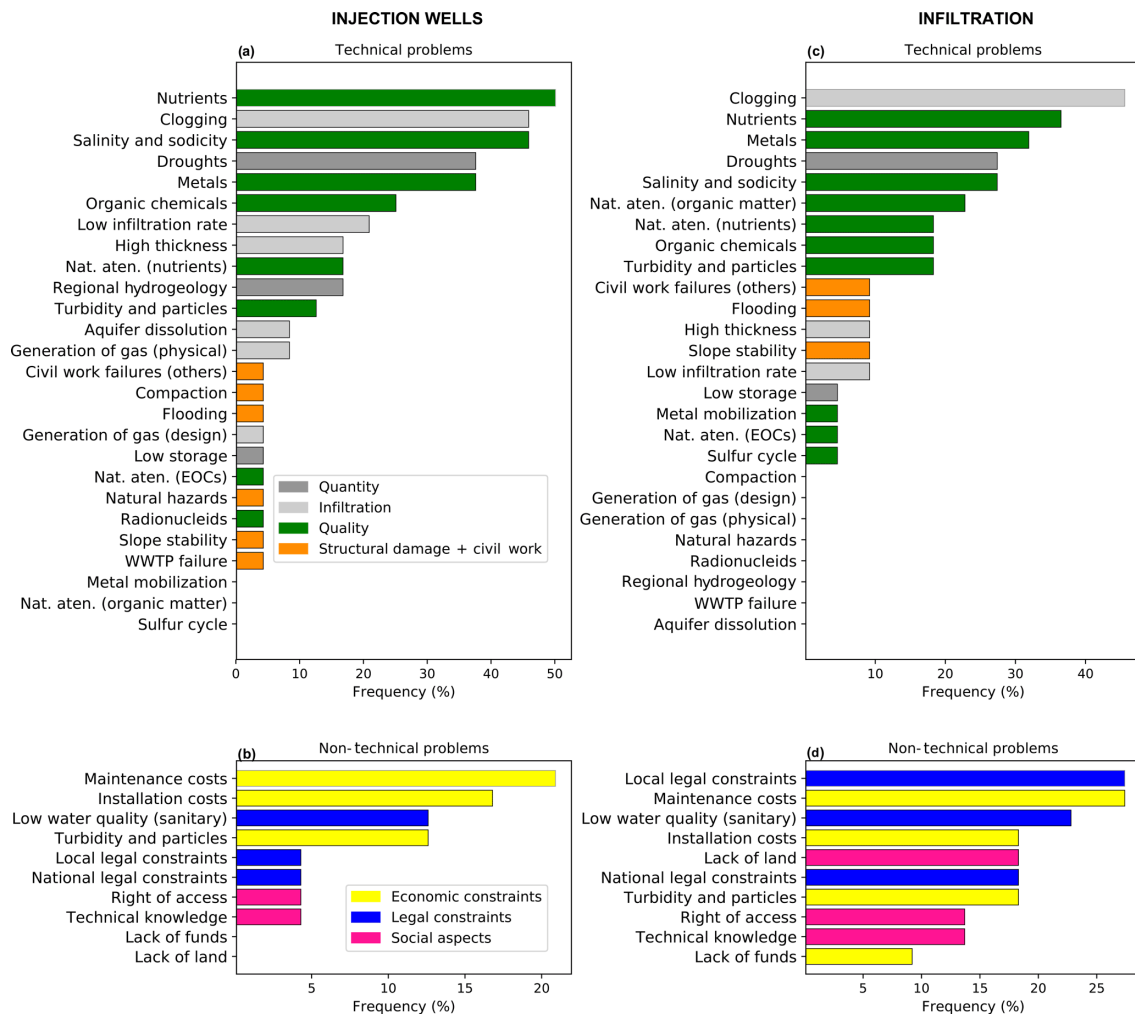 INJECTION WELLS
INFILTRATION
(a)
Technical problems
Nutrients
Clogging
Salinity and sodicity
Droughts
Metals
Organic chemicals
Low infiltration rate
High thickness
Nat. aten. (nutrients)
Regional hydrogeology
Turbidity and particles
Aquifer dissolution
Generation of gas (physical)
Civil work failures (others)
Compaction
Flooding
Generation of gas (design)
Low storage
Nat. aten. (EOCs)
Natural hazards
Radionucleids
Slope stability
WWTP failure
Metal mobilization
Nat. aten. (organic matter)
Sulfur cycle
Quantity
Infiltration
Quality
Structural damage + civil work
0 10 20 30 40 50
Frequency (%)
(c)
Technical problems
Clogging
Nutrients
Metals
Droughts
Salinity and sodicity
Nat. aten. (organic matter)
Nat. aten. (nutrients)
Organic chemicals
Turbidity and particles
Civil work failures (others)
Flooding
High thickness
Slope stability
Low infiltration rate
Low storage
Metal mobilization
Nat. aten. (EOCs)
Sulfur cycle
Compaction
Generation of gas (design)
Generation of gas (physical)
Natural hazards
Radionucleids
Regional hydrogeology
WWTP failure
Aquifer dissolution
10 20 30 40
Frequency (%)
(b)
Non-technical problems
Maintenance costs
Installation costs
Low water quality (sanitary)
Turbidity and particles
Local legal constraints
National legal constraints
Right of access
Technical knowledge
Lack of funds
Lack of land
Economic constraints
Legal constraints
Social aspects
5 10 15 20
Frequency (%)
(d)
Non-technical problems
Local legal constraints
Maintenance costs
Low water quality (sanitary)
Installation costs
Lack of land
National legal constraints
Turbidity and particles
Right of access
Technical knowledge
Lack of funds
5 10 15 20 25
Frequency (%)